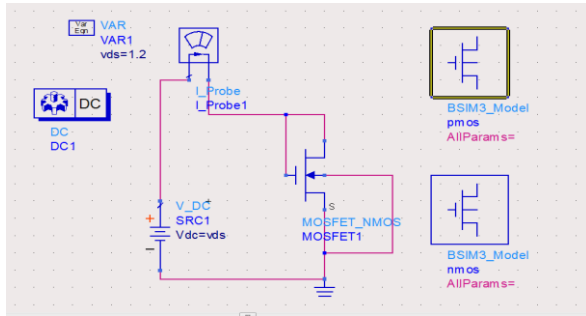 Var
Eqn
VAR
VAR1
vds=1.2
I_Probe
I_Probe1
DC
DC
DC1
+
V_DC
SRC1
Vdc=vds
S
MOSFET_NMOS
MOSFET1
BSIM3_Model
pmos
AllParams=
BSIM3_Model
nmos
AllParams=